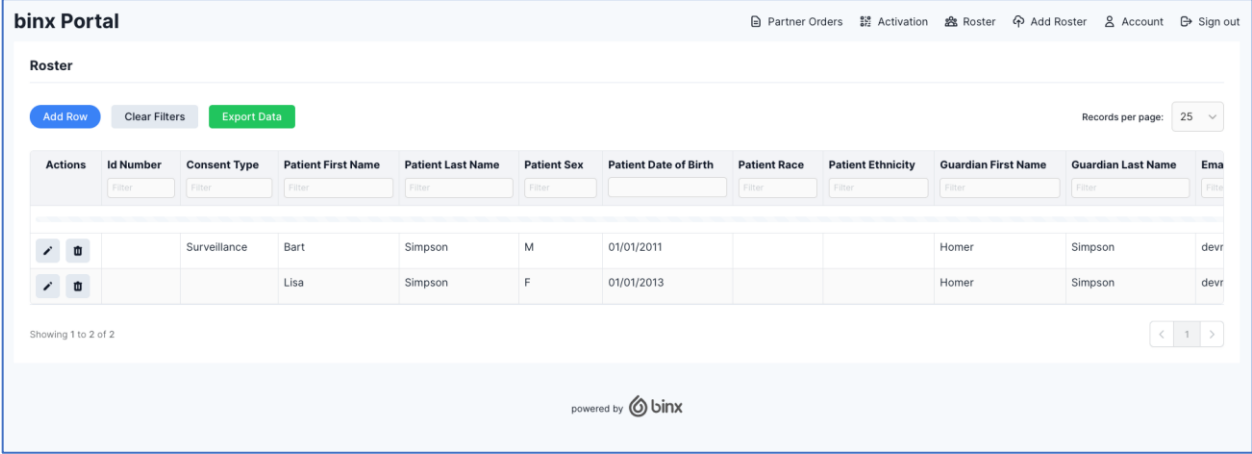 binx Portal Partner Orders Activation Roster Add Roster Account Sign out
Roster
Add Row Clear Filters Export Data Records per page: 25
Actions Id Number Consent Type Patient First Name Patient Last Name Patient Sex Patient Date of Birth Patient Race Patient Ethnicity Guardian First Name Guardian Last Name Ema
Filter Filter Filter Filter Filter Filter Filter Filter Filter Filte
Surveillance Bart Simpson M 01/01/2011 Homer Simpson devr
Lisa Simpson F 01/01/2013 Homer Simpson devr
Showing 1 to 2 of 2 < 1 >
powered by binx